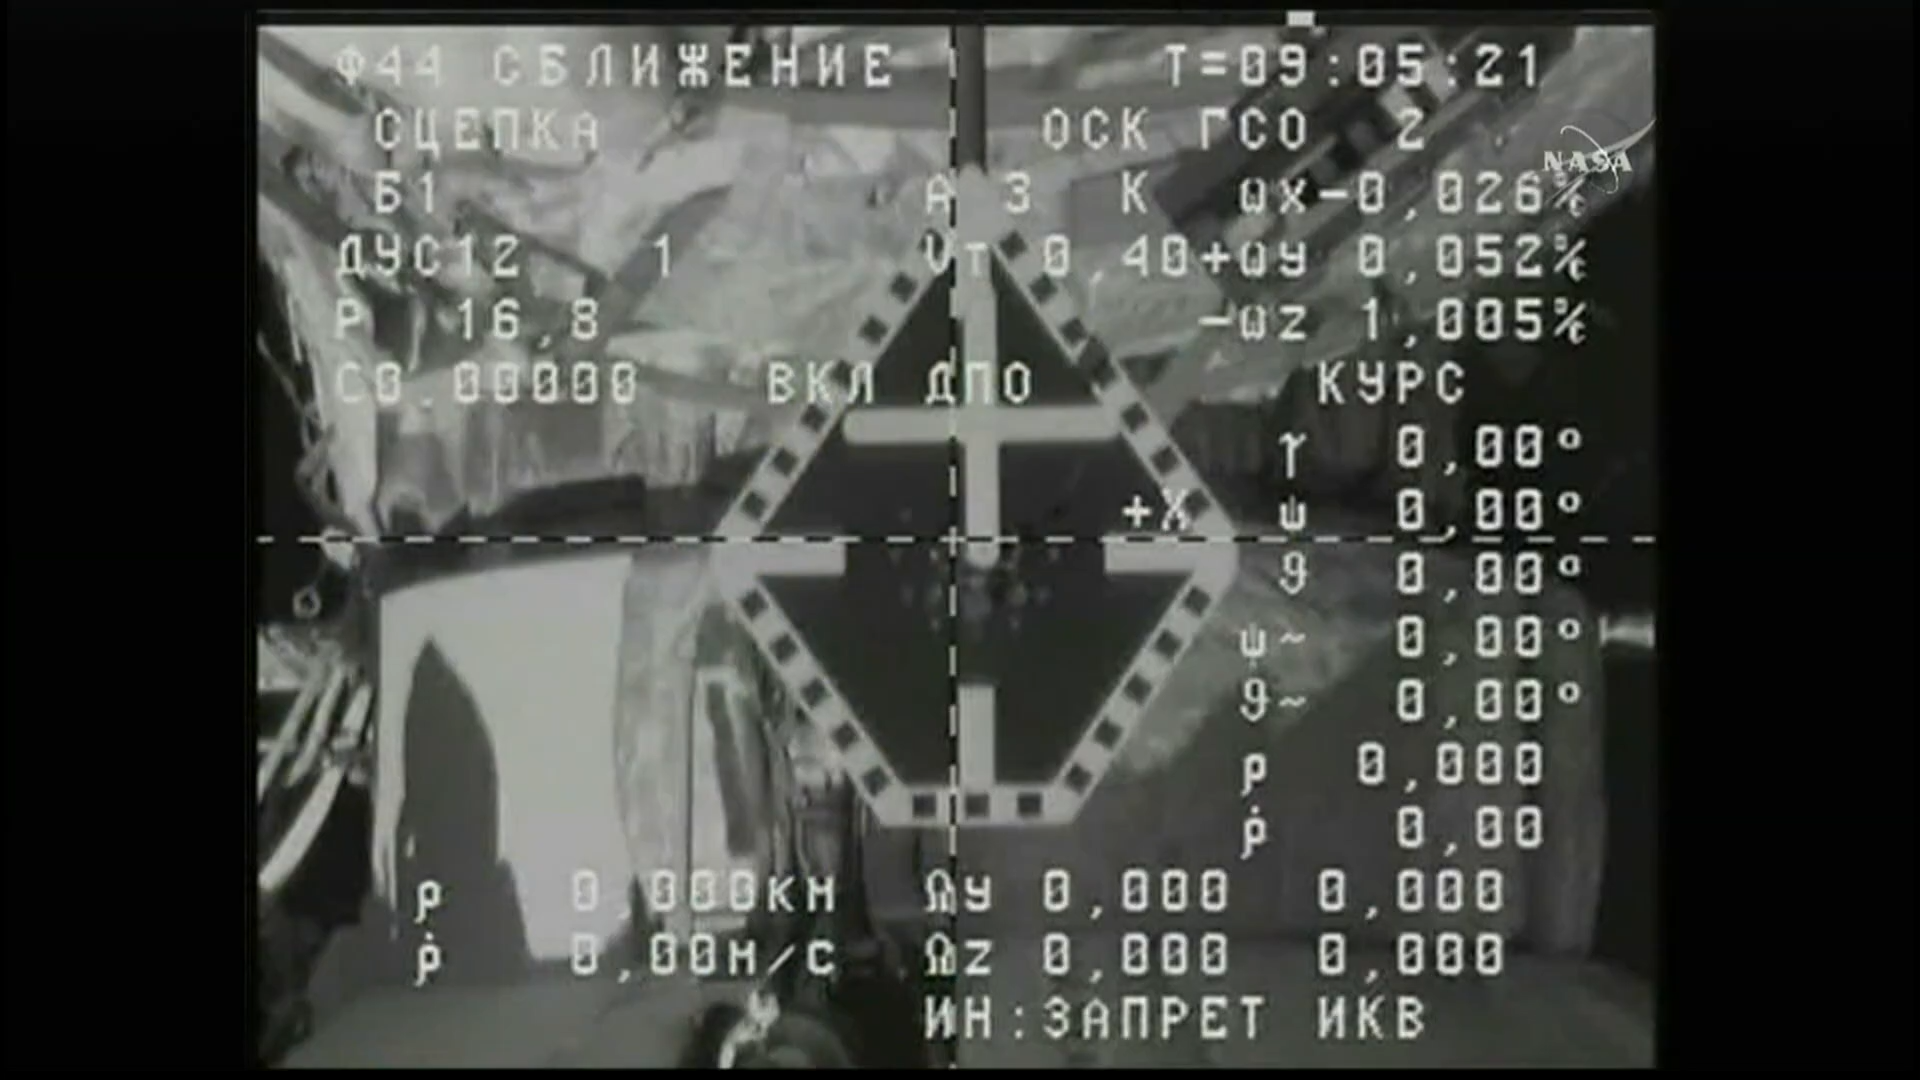 Ф44 СБЛИЖЕНИЕ T=09:05:21
СЦЕПКА ОСК ГСО 2
NASA
Б1 А З К ωx-0,026°/с
ДУС12 1 Vт 0,40+ωy 0,052°/с
Р 16,8 -ωz 1,005°/с
С0.00000 ВКЛ ДПО КУРС
γ 0,00°
+X ψ 0,00°
ϑ 0,00°
ψ~ 0,00°
ϑ~ 0,00°
ρ 0,000
ρ̇ 0,00
ρ 0,000КМ Ωy 0,000 0,000
ρ̇ 0,00М/С Ωz 0,000 0,000
ИН:ЗАПРЕТ ИКВ